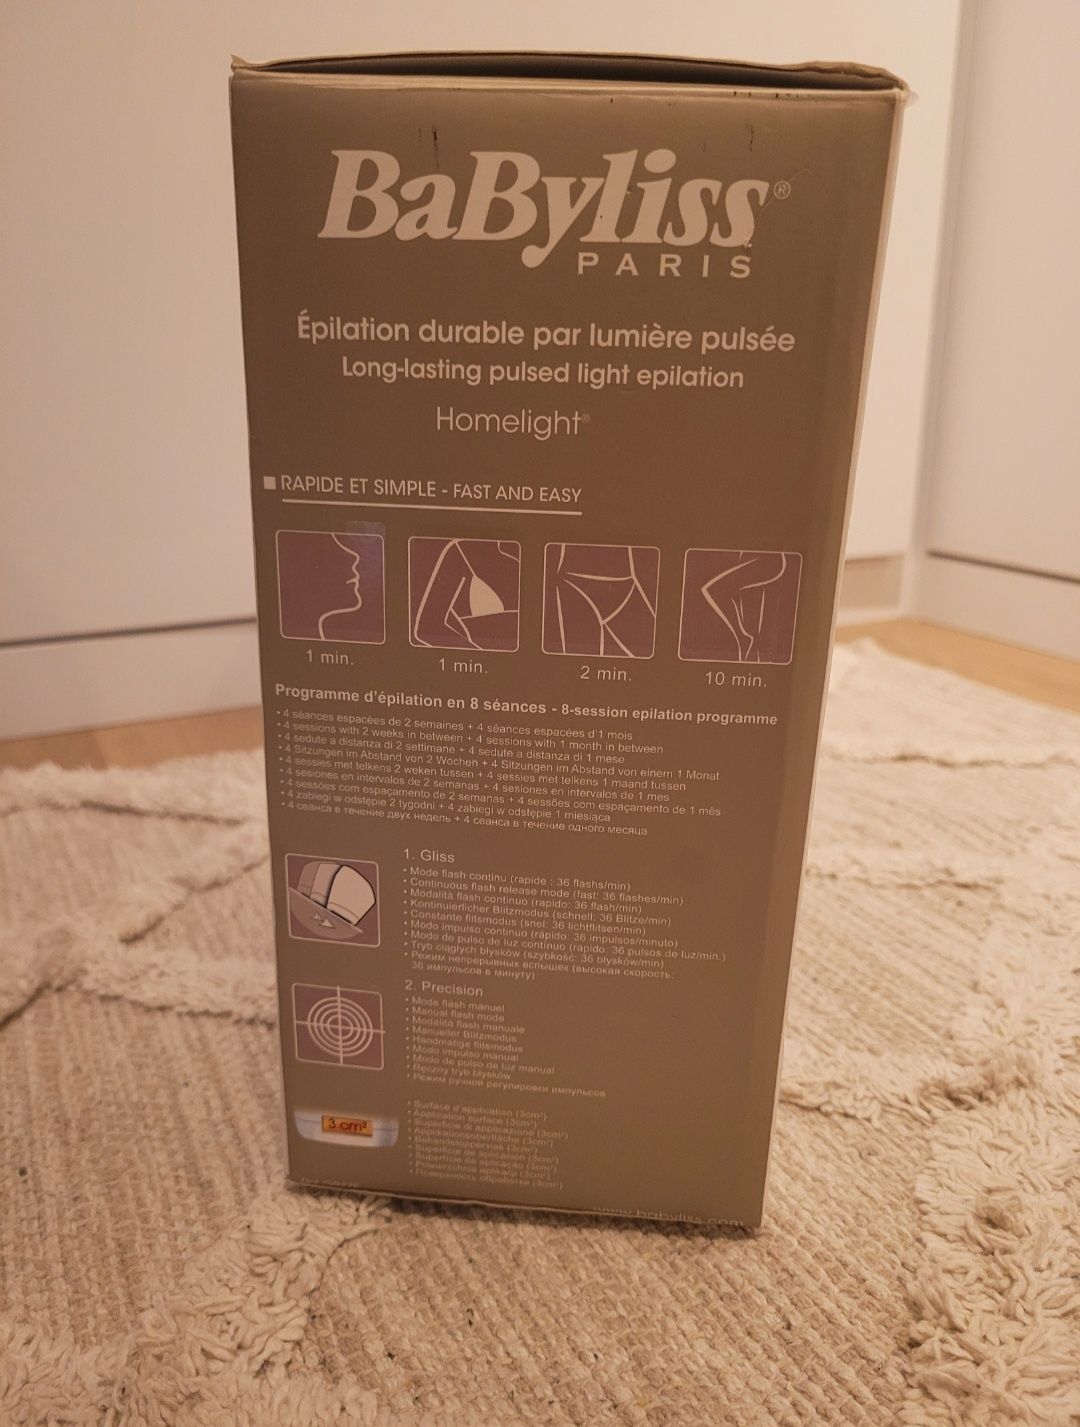 BaByliss®
PARIS
Épilation durable par lumière pulsée
Long-lasting pulsed light epilation
Homelight®
RAPIDE ET SIMPLE - FAST AND EASY
1 min. 1 min. 2 min. 10 min.
Programme d'épilation en 8 séances - 8-session epilation programme
• 4 séances espacées de 2 semaines + 4 séances espacées d'1 mois
• 4 sessions with 2 weeks in between + 4 sessions with 1 month in between
• 4 sedute a distanza di 2 settimane + 4 sedute a distanza di 1 mese
• 4 Sitzungen im Abstand von 2 Wochen + 4 Sitzungen im Abstand von einem 1 Monat
• 4 sessies met telkens 2 weken tussen + 4 sessies met telkens 1 maand tussen
• 4 sesiones en intervalos de 2 semanas + 4 sesiones en intervalos de 1 mes
• 4 sessões com espaçamento de 2 semanas + 4 sessões com espaçamento de 1 mês
• 4 zabiegi w odstępie 2 tygodni + 4 zabiegi w odstępie 1 miesiąca
• 4 сеанса в течение двух недель + 4 сеанса в течение одного месяца
1. Gliss
• Mode flash continu (rapide : 36 flashs/min)
• Continuous flash release mode (fast: 36 flashes/min)
• Modalità flash continuo (rapido: 36 flash/min)
• Kontinuierlicher Blitzmodus (schnell: 36 Blitze/min)
• Constante flitsmodus (snel: 36 lichtflitsen/min)
• Modo impulso continuo (rápido: 36 impulsos/minuto)
• Modo de pulso de luz contínuo (rápido: 36 pulsos de luz/min.)
• Tryb ciągłych błysków (szybkość: 36 błysków/min)
• Режим непрерывных вспышек (высокая скорость:
36 импульсов в минуту)
2. Precision
• Mode flash manuel
• Manual flash mode
• Modalità flash manuale
• Manueller Blitzmodus
• Handmatige flitsmodus
• Modo impulso manual
• Modo de pulso de luz manual
• Ręczny tryb błysków
• Режим ручной регулировки импульсов
3 cm²
• Surface d'application (3cm²)
• Application surface (3cm²)
• Superficie di applicazione (3cm²)
• Applikationsoberfläche (3cm²)
• Behandeloppervlak (3cm²)
• Superficie de aplicación (3cm²)
• Superfície de aplicação (3cm²)
• Powierzchnia aplikacji (3cm²)
• Поверхность обработки (3cm²)
www.babyliss.com